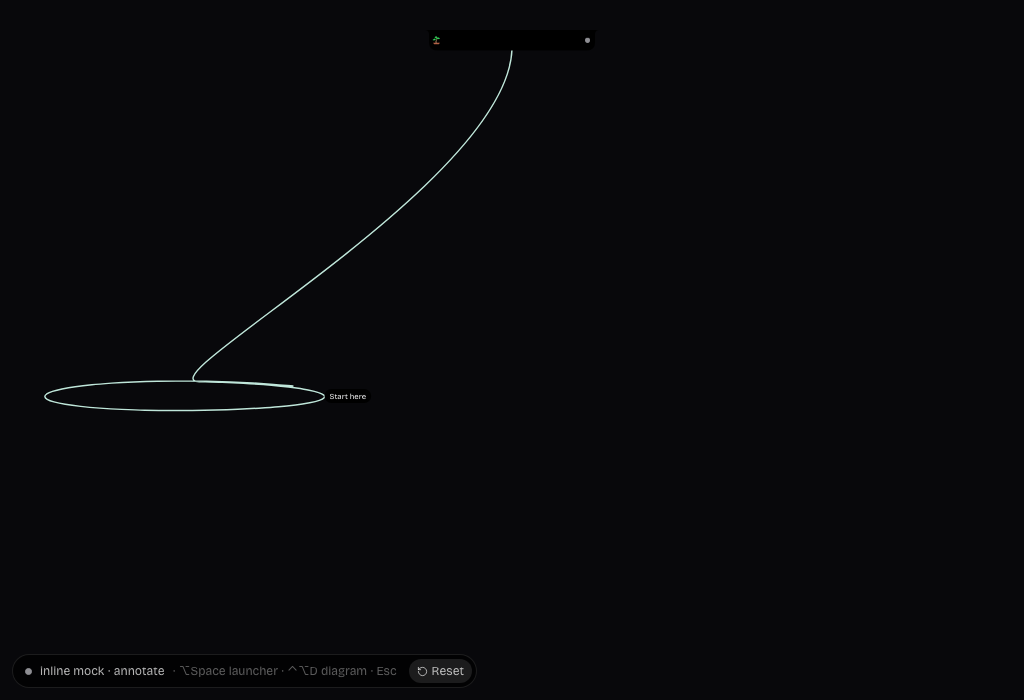 Start here
inline mock · annotate · ⌥Space launcher · ^⌥D diagram · Esc Reset